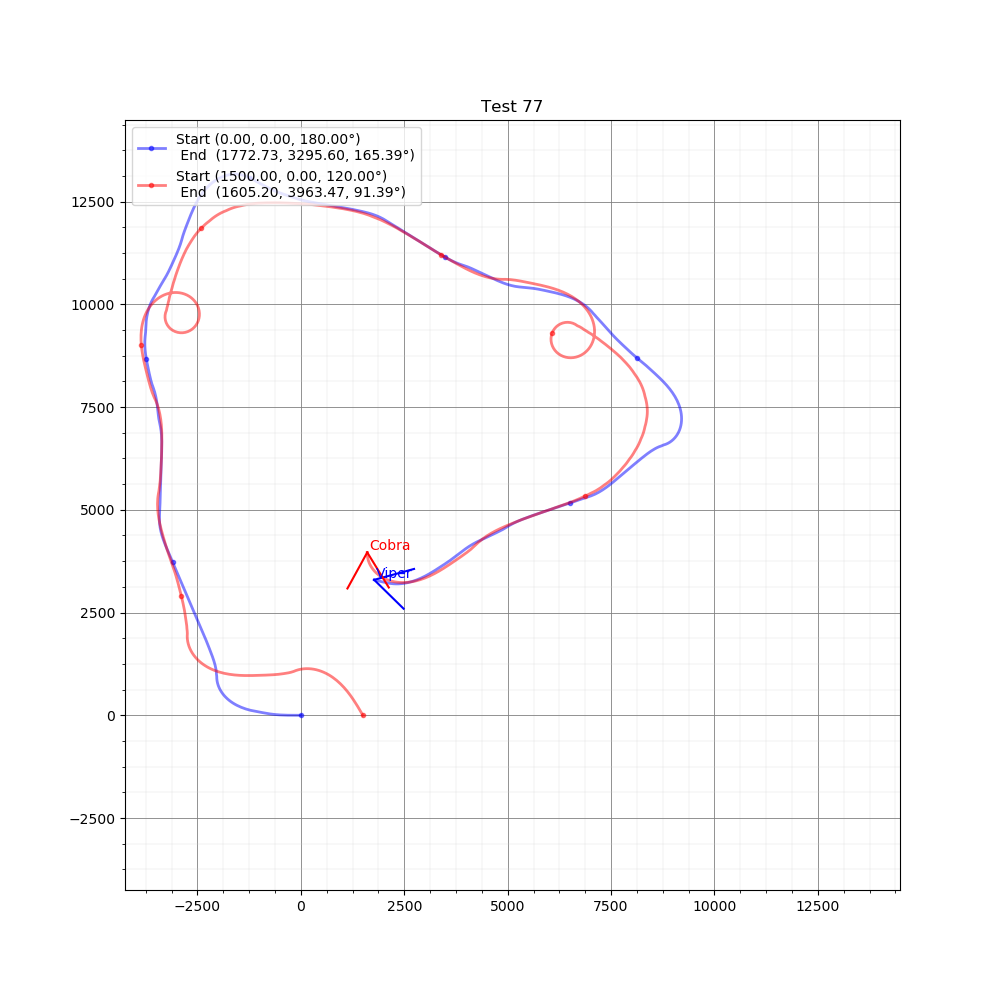 Test 77
Start (0.00, 0.00, 180.00°)
End (1772.73, 3295.60, 165.39°)
Start (1500.00, 0.00, 120.00°)
End (1605.20, 3963.47, 91.39°)
12500
10000
7500
5000
2500
0
−2500
Cobra
Viper
−2500
0
2500
5000
7500
10000
12500